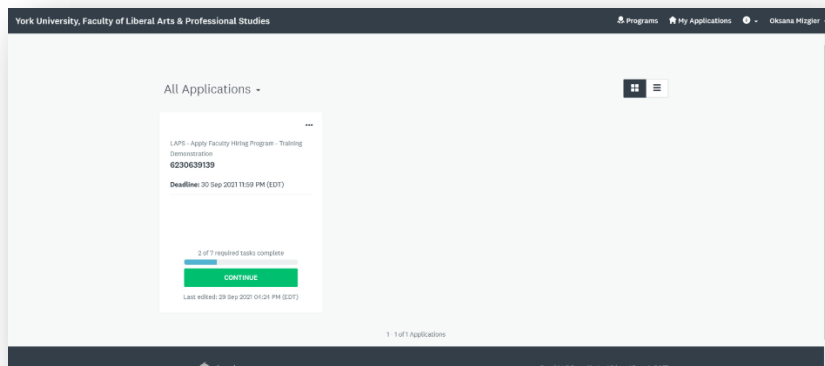 York University, Faculty of Liberal Arts & Professional Studies
Programs My Applications Oksana Mizgler
All Applications
LAPS - Apply Faculty Hiring Program - Training
Demonstration
6230639139
Deadline: 30 Sep 2021 11:59 PM (EDT)
2 of 7 required tasks complete
CONTINUE
Last edited: 29 Sep 2021 04:24 PM (EDT)
1 - 1 of 1 Applications